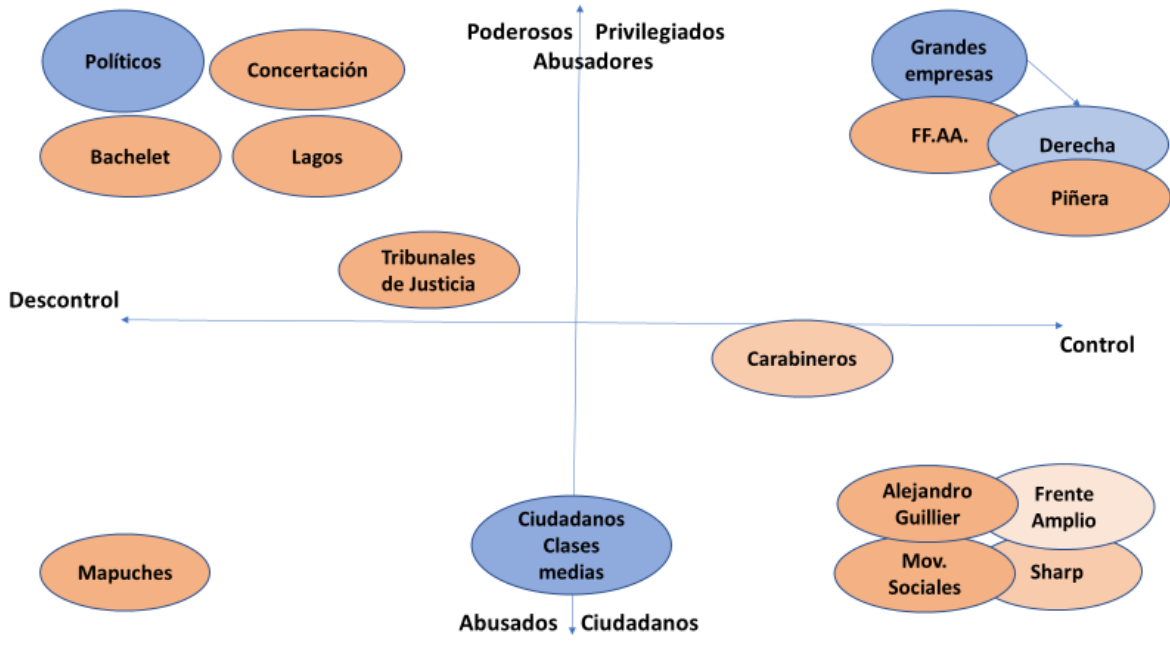 Poderosos Privilegiados
Abusadores
Políticos
Concertación
Grandes
empresas
Bachelet
Lagos
FF.AA.
Derecha
Piñera
Tribunales
de Justicia
Descontrol
Control
Carabineros
Alejandro
Guillier
Frente
Amplio
Ciudadanos
Clases
medias
Mapuches
Mov.
Sociales
Sharp
Abusados Ciudadanos